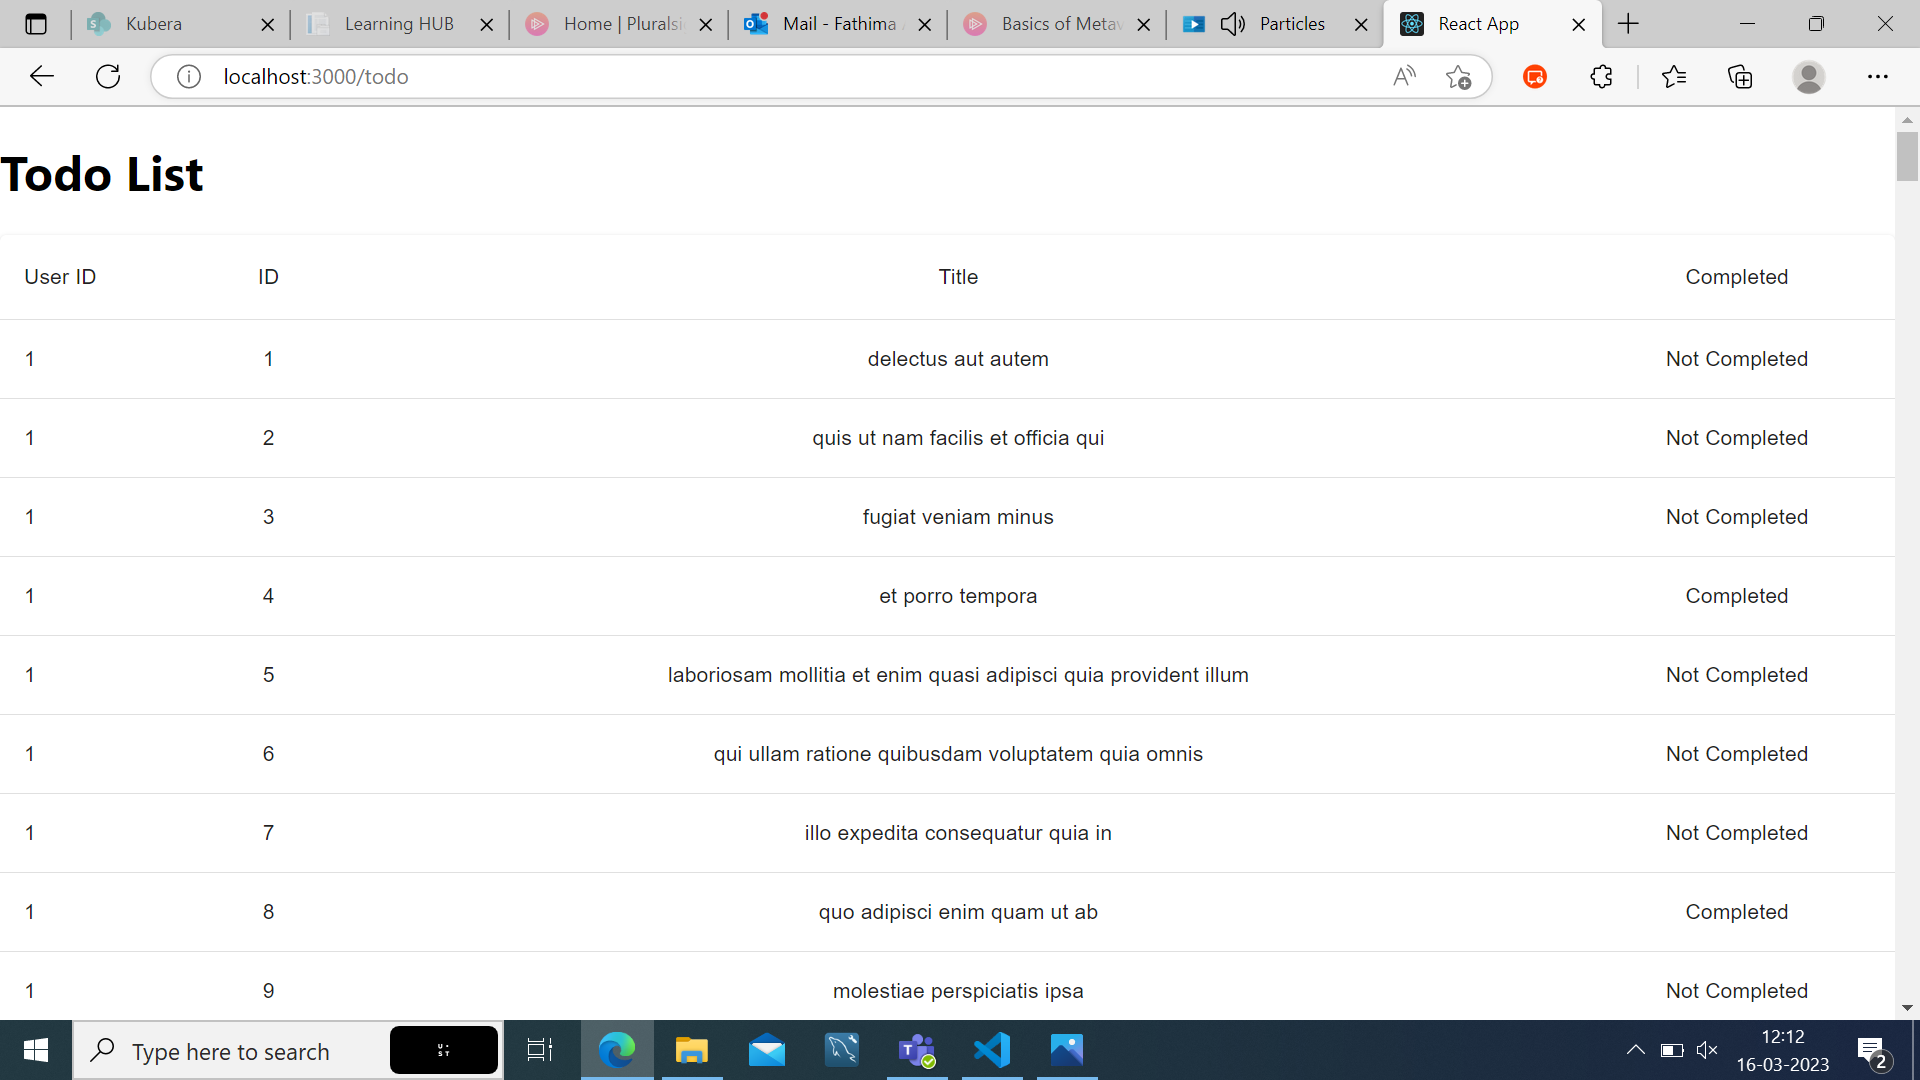 Kubera
Learning HUB
Home | Pluralsi
Mail - Fathima
Basics of Metav
Particles
React App
localhost:3000/todo
Todo List
User ID ID Title Completed
1 1 delectus aut autem Not Completed
1 2 quis ut nam facilis et officia qui Not Completed
1 3 fugiat veniam minus Not Completed
1 4 et porro tempora Completed
1 5 laboriosam mollitia et enim quasi adipisci quia provident illum Not Completed
1 6 qui ullam ratione quibusdam voluptatem quia omnis Not Completed
1 7 illo expedita consequatur quia in Not Completed
1 8 quo adipisci enim quam ut ab Completed
1 9 molestiae perspiciatis ipsa Not Completed
Type here to search
U
ST
12:12
16-03-2023
2